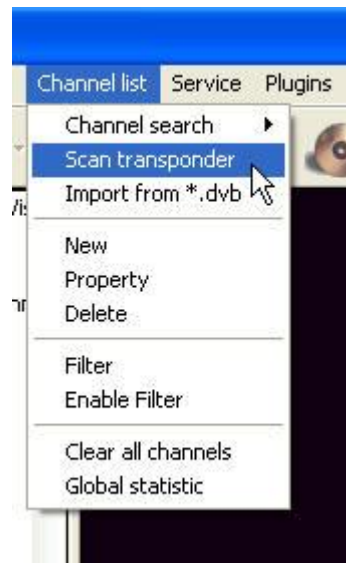 Channel list Service Plugins
Channel search
Scan transponder
Import from *.dvb
New
Property
Delete
Filter
Enable Filter
Clear all channels
Global statistic